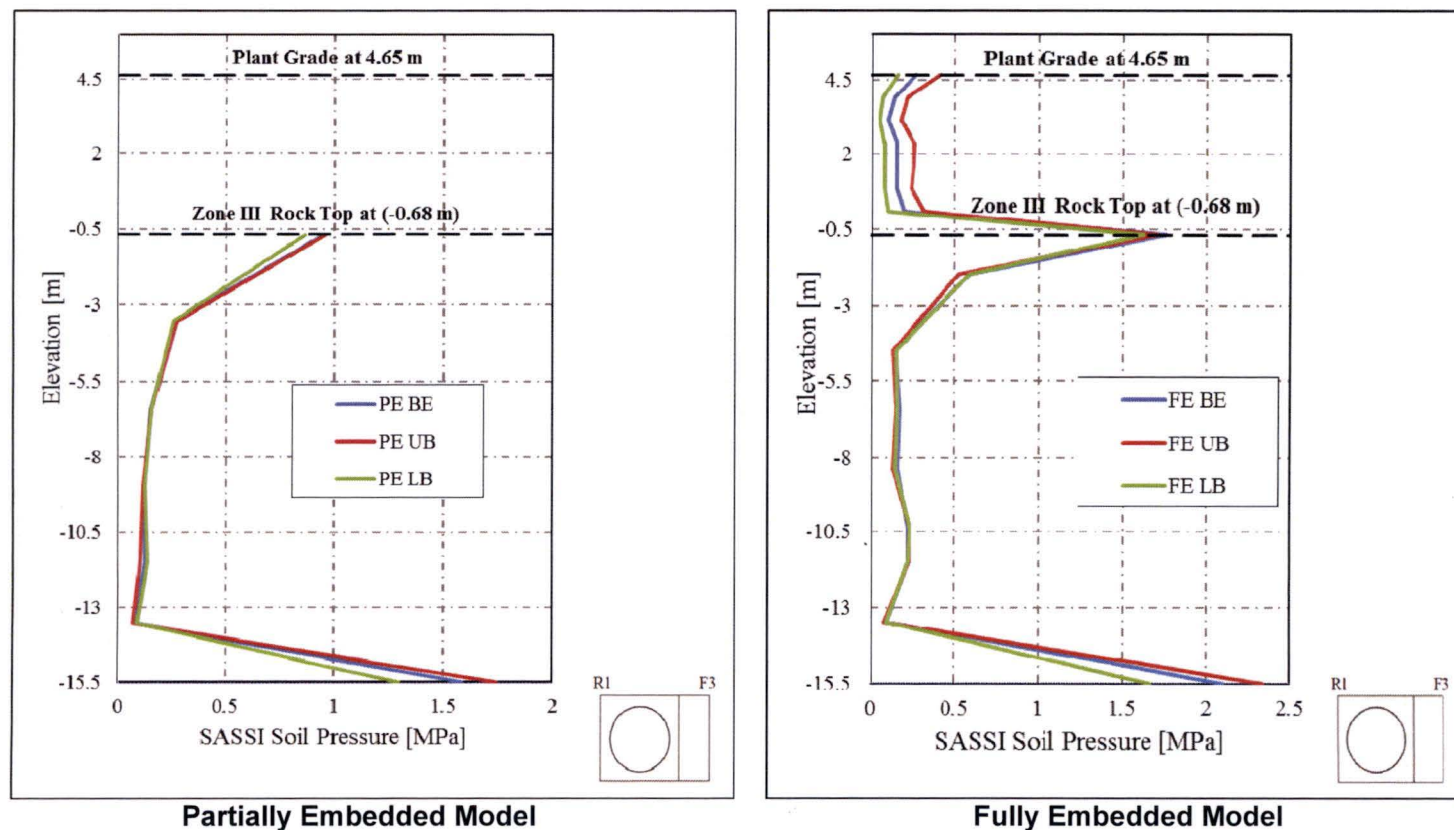 Plant Grade at 4.65 m
4.5
2
Zone III Rock Top at (-0.68 m)
-0.5
-3
-5.5
-8
-10.5
-13
-15.5
Elevation [m]
PE BE
PE UB
PE LB
0 0.5 1 1.5 2
SASSI Soil Pressure [MPa]
R1 F3
Partially Embedded Model
Plant Grade at 4.65 m
4.5
2
Zone III Rock Top at (-0.68 m)
-0.5
-3
-5.5
-8
-10.5
-13
-15.5
Elevation [m]
FE BE
FE UB
FE LB
0 0.5 1 1.5 2 2.5
SASSI Soil Pressure [MPa]
R1 F3
Fully Embedded Model